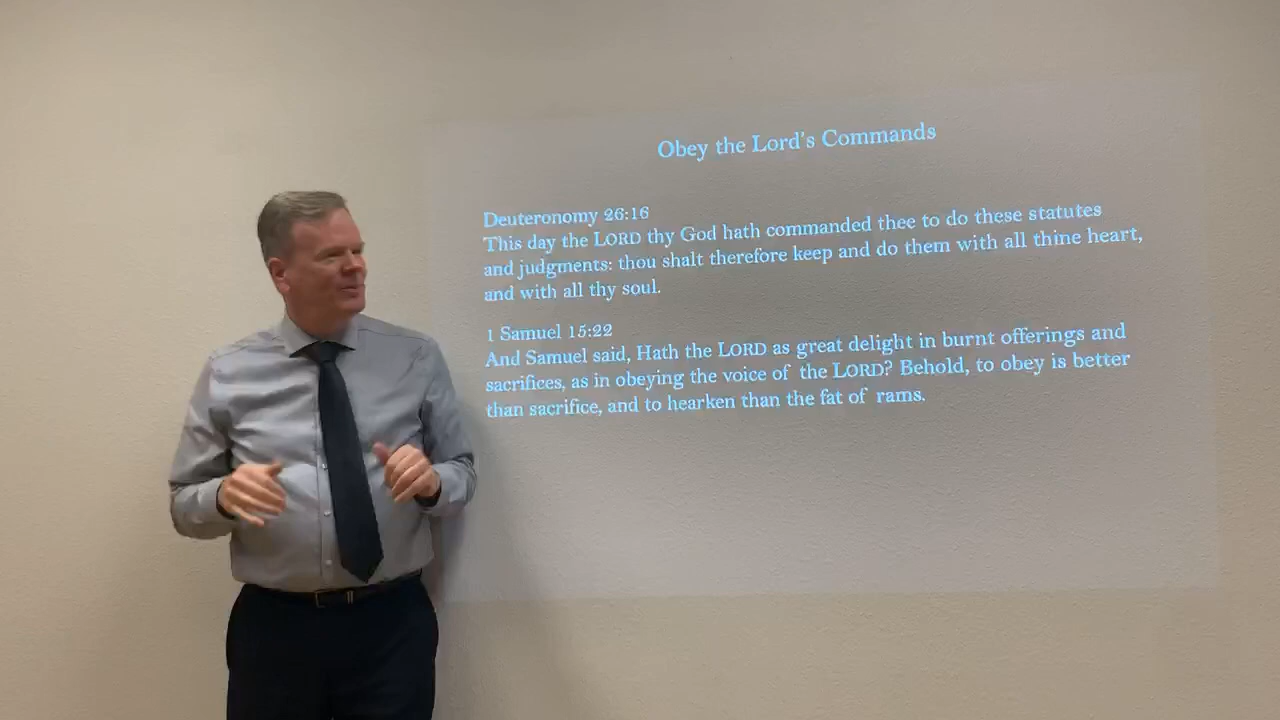 Obey the Lord's Commands
Deuteronomy 26:16
This day the LORD thy God hath commanded thee to do these statutes
and judgments: thou shalt therefore keep and do them with all thine heart,
and with all thy soul.
1 Samuel 15:22
And Samuel said, Hath the LORD as great delight in burnt offerings and
sacrifices, as in obeying the voice of the LORD? Behold, to obey is better
than sacrifice, and to hearken than the fat of rams.